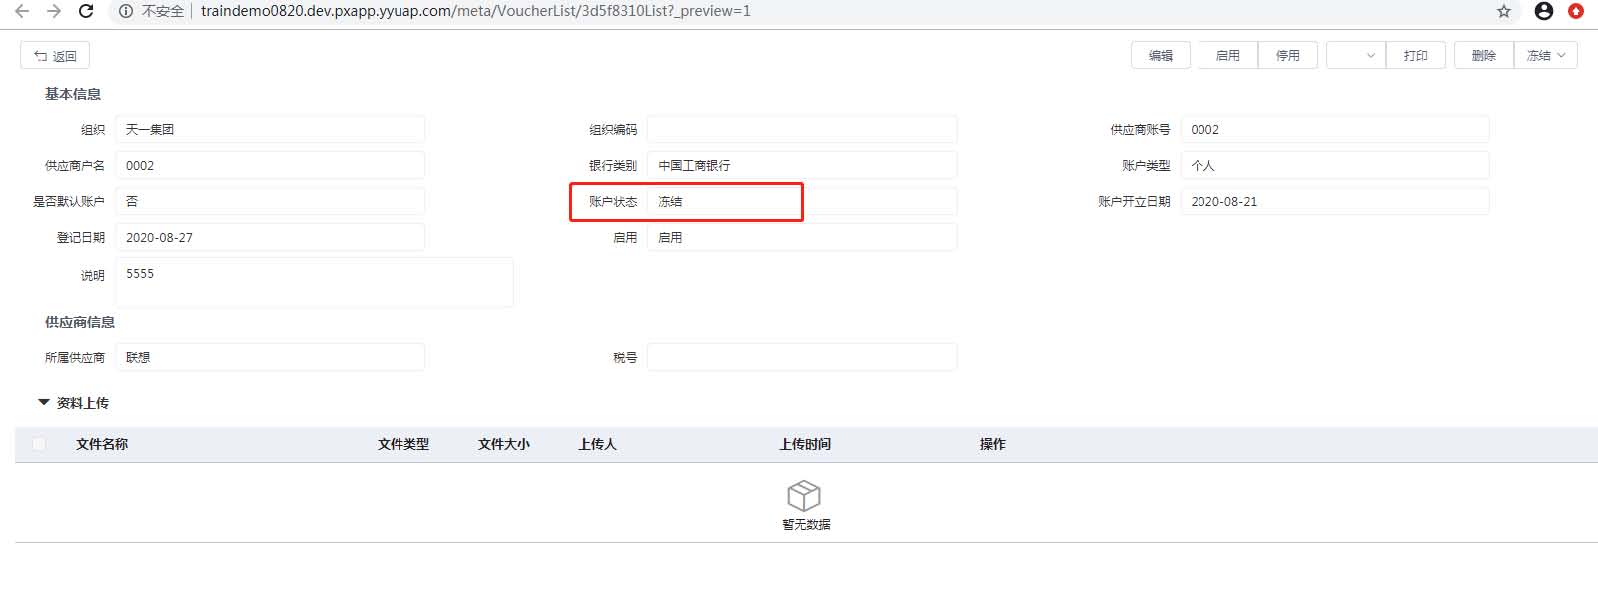 不安全 traindemo0820.dev.pxapp.yyuap.com/meta/VoucherList/3d5f8310List?_preview=1
返回 编辑 启用 停用 打印 删除 冻结
基本信息
组织 天一集团 组织编码 供应商账号 0002
供应商户名 0002 银行类别 中国工商银行 账户类型 个人
是否默认账户 否 账户状态 冻结 账户开立日期 2020-08-21
登记日期 2020-08-27 启用 启用
说明 5555
供应商信息
所属供应商 联想 税号
资料上传
文件名称 文件类型 文件大小 上传人 上传时间 操作
暂无数据